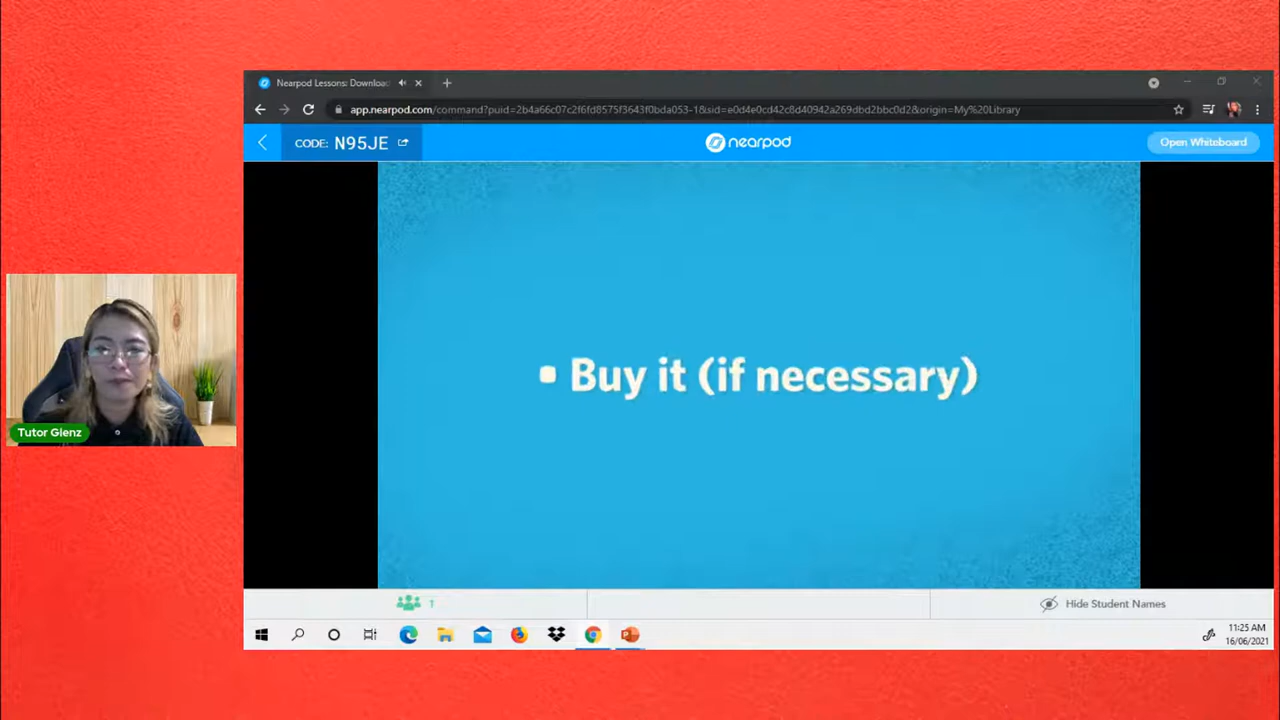 Nearpod Lessons: Downloa
app.nearpod.com/command?puid=2b4a66c07c2f6fd8575f3643f0bda053-1&sid=e0d4e0cd42c8d40942a269dbd2bbc0d2&origin=My%20Library
CODE: N95JE
nearpod
Open Whiteboard
• Buy it (if necessary)
Tutor Glenz
1
Hide Student Names
11:25 AM
16/06/2021